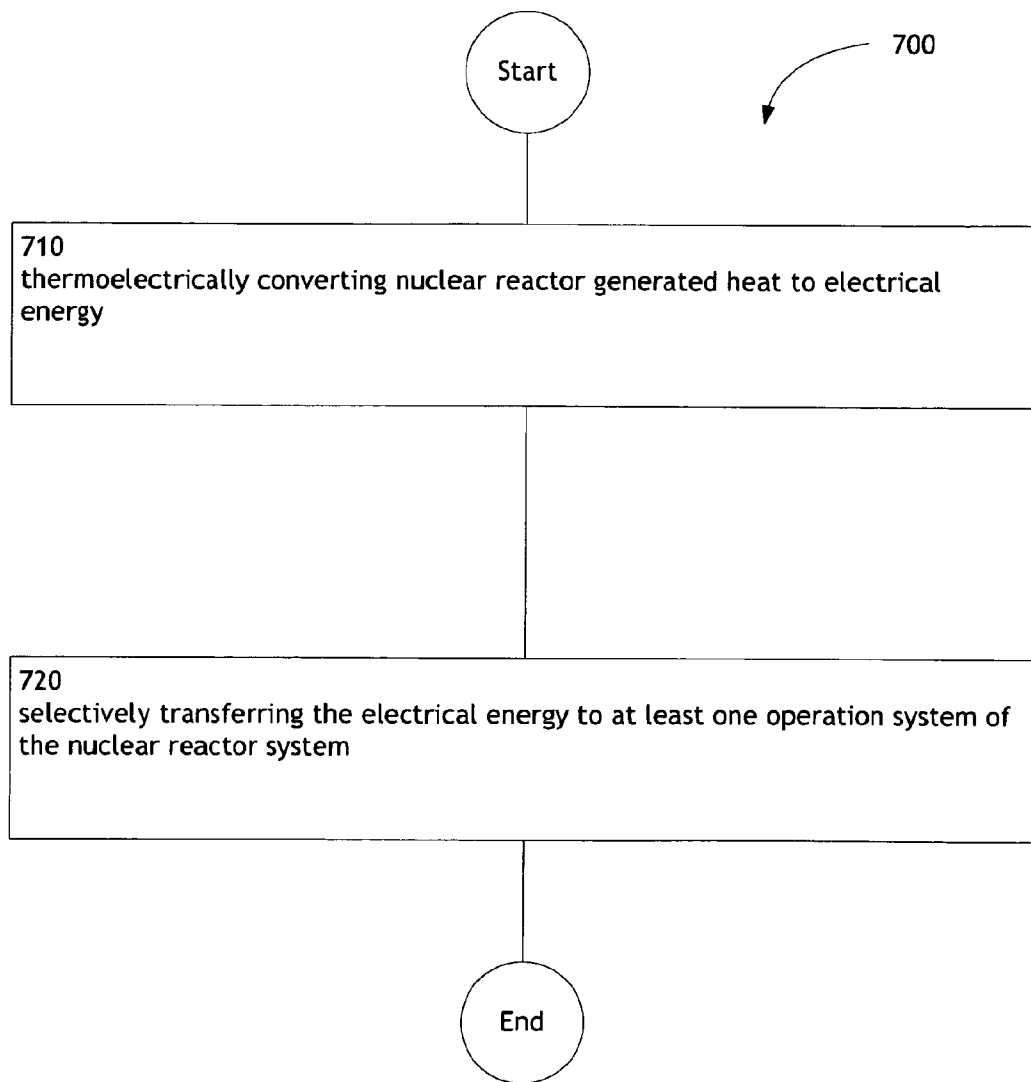 Start
700
710
thermoelectrically converting nuclear reactor generated heat to electrical
energy
720
selectively transferring the electrical energy to at least one operation system of
the nuclear reactor system
End